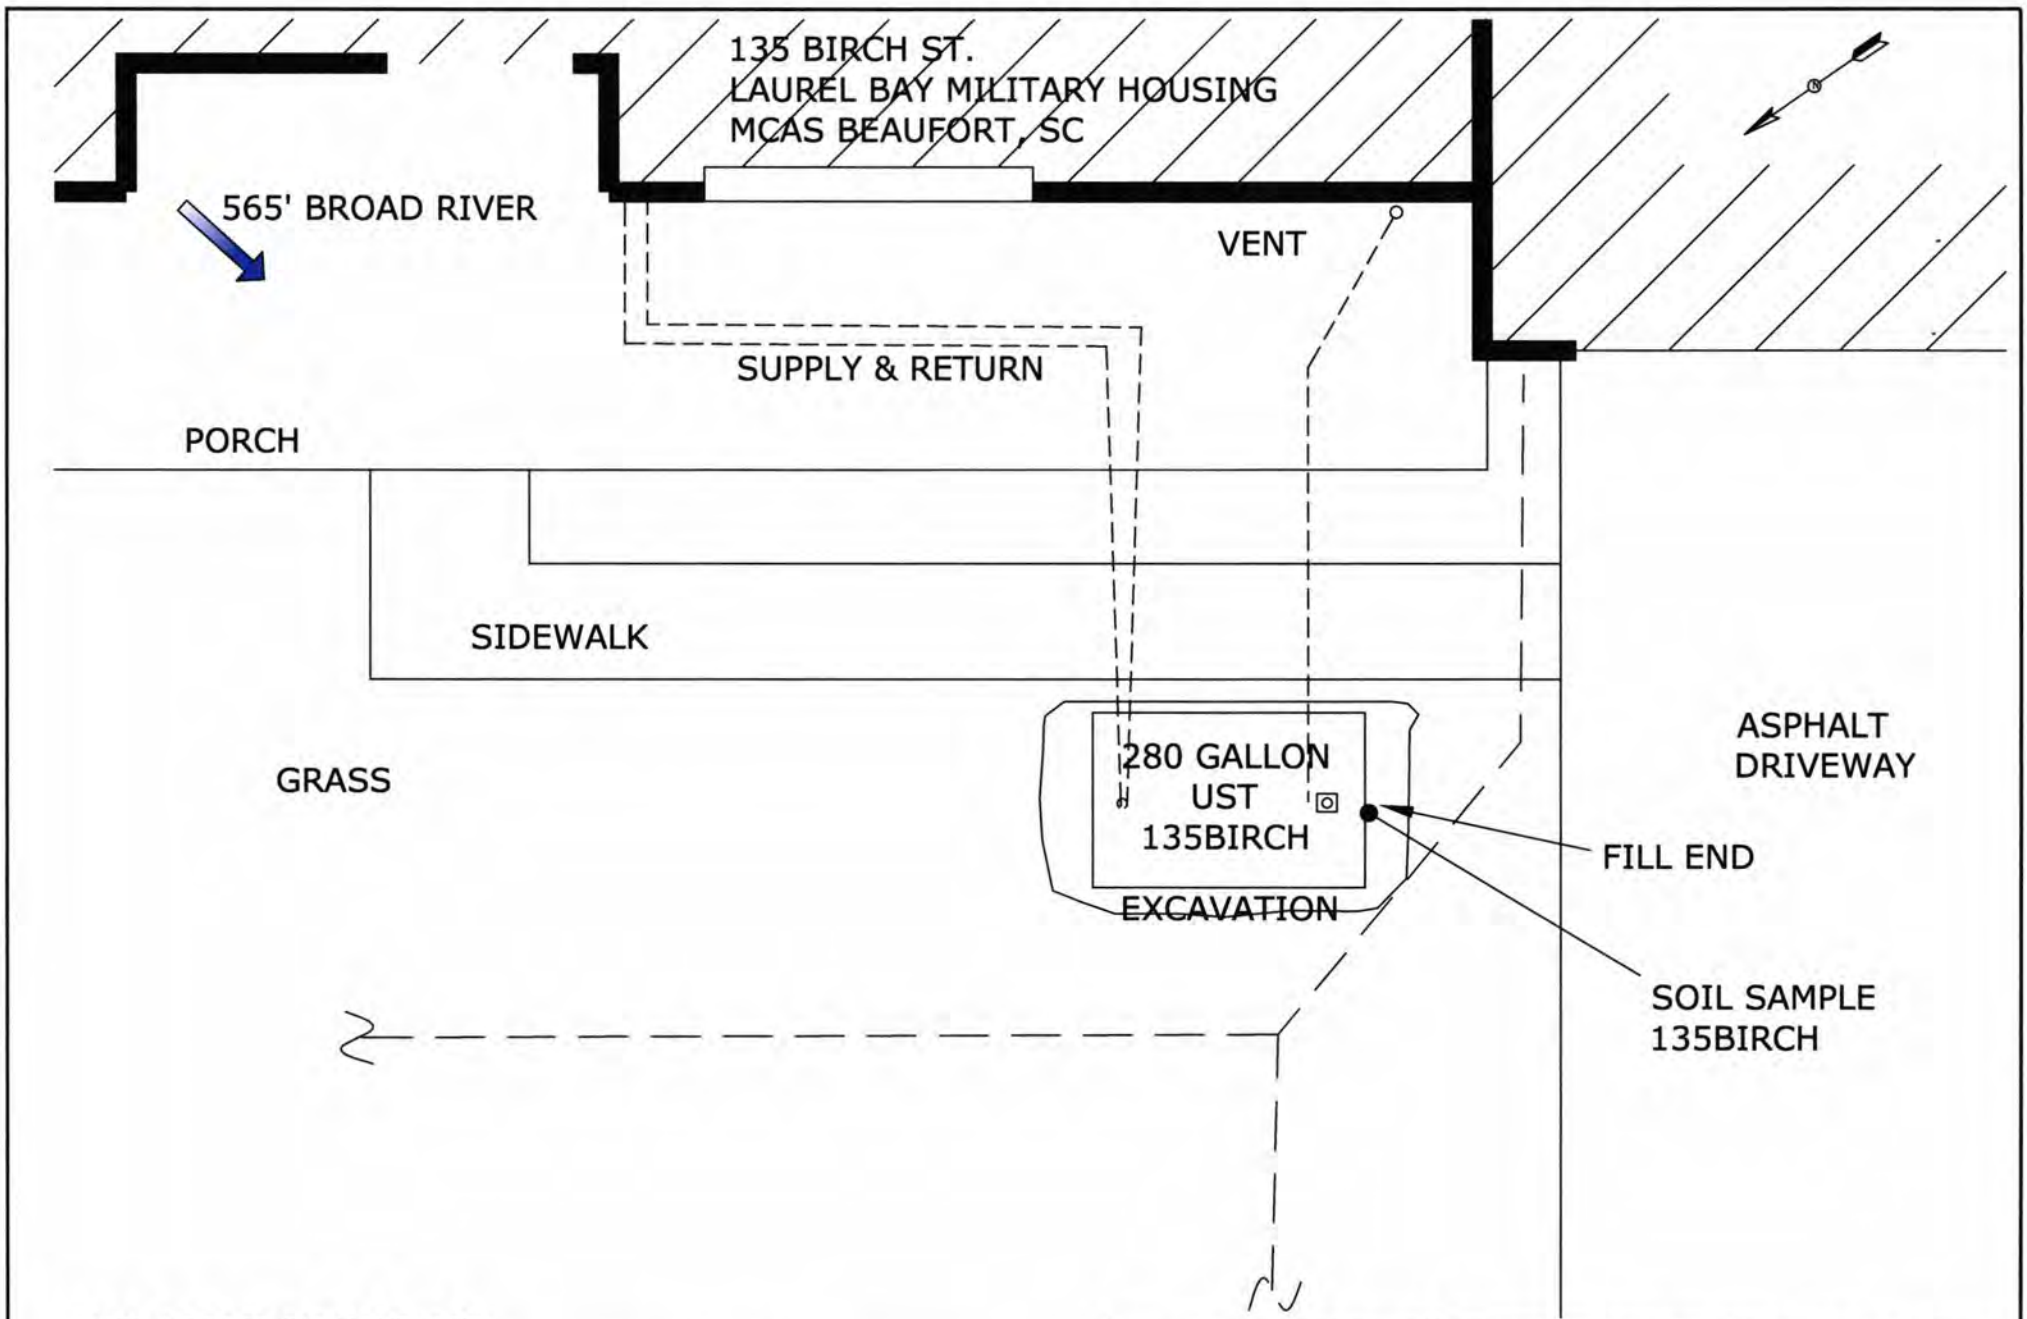 135 BIRCH ST.
LAUREL BAY MILITARY HOUSING
MCAS BEAUFORT, SC
N
565' BROAD RIVER
VENT
SUPPLY & RETURN
PORCH
SIDEWALK
GRASS
280 GALLON
UST
135BIRCH
EXCAVATION
ASPHALT
DRIVEWAY
FILL END
SOIL SAMPLE
135BIRCH